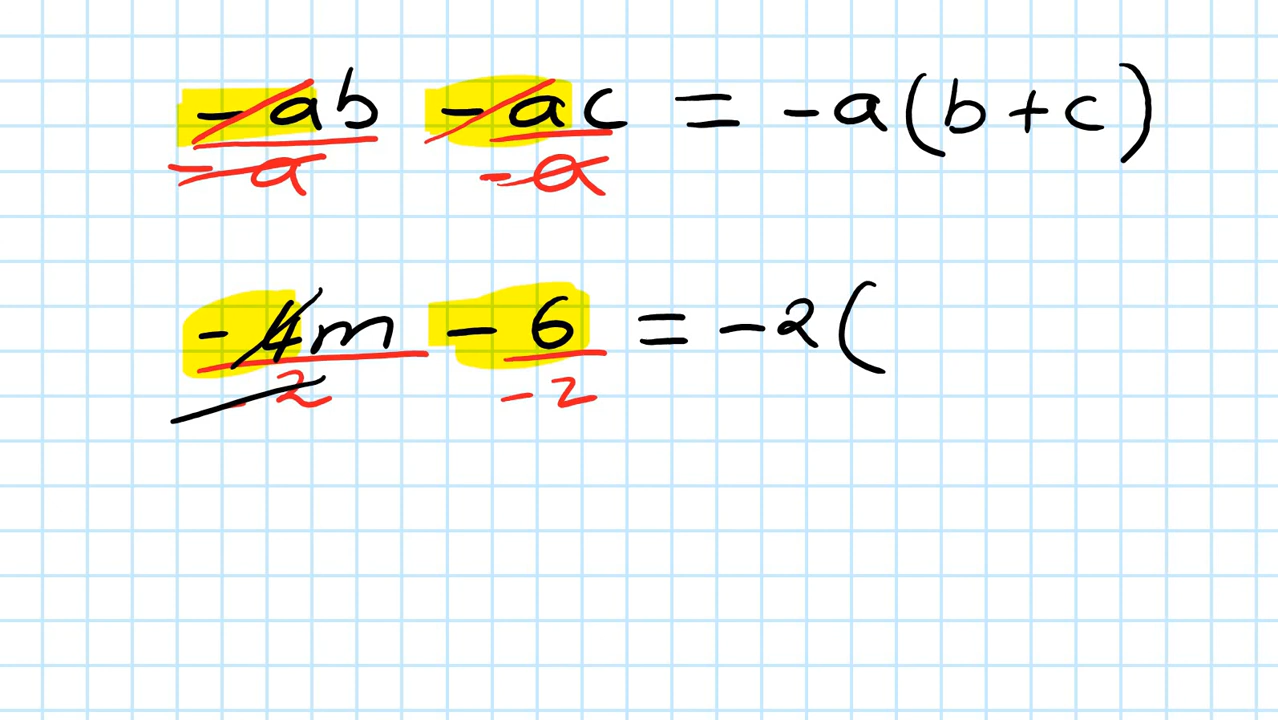 -ab -ac = -a(b+c)
-a -a
-4m - 6 = -2(
-2 -2